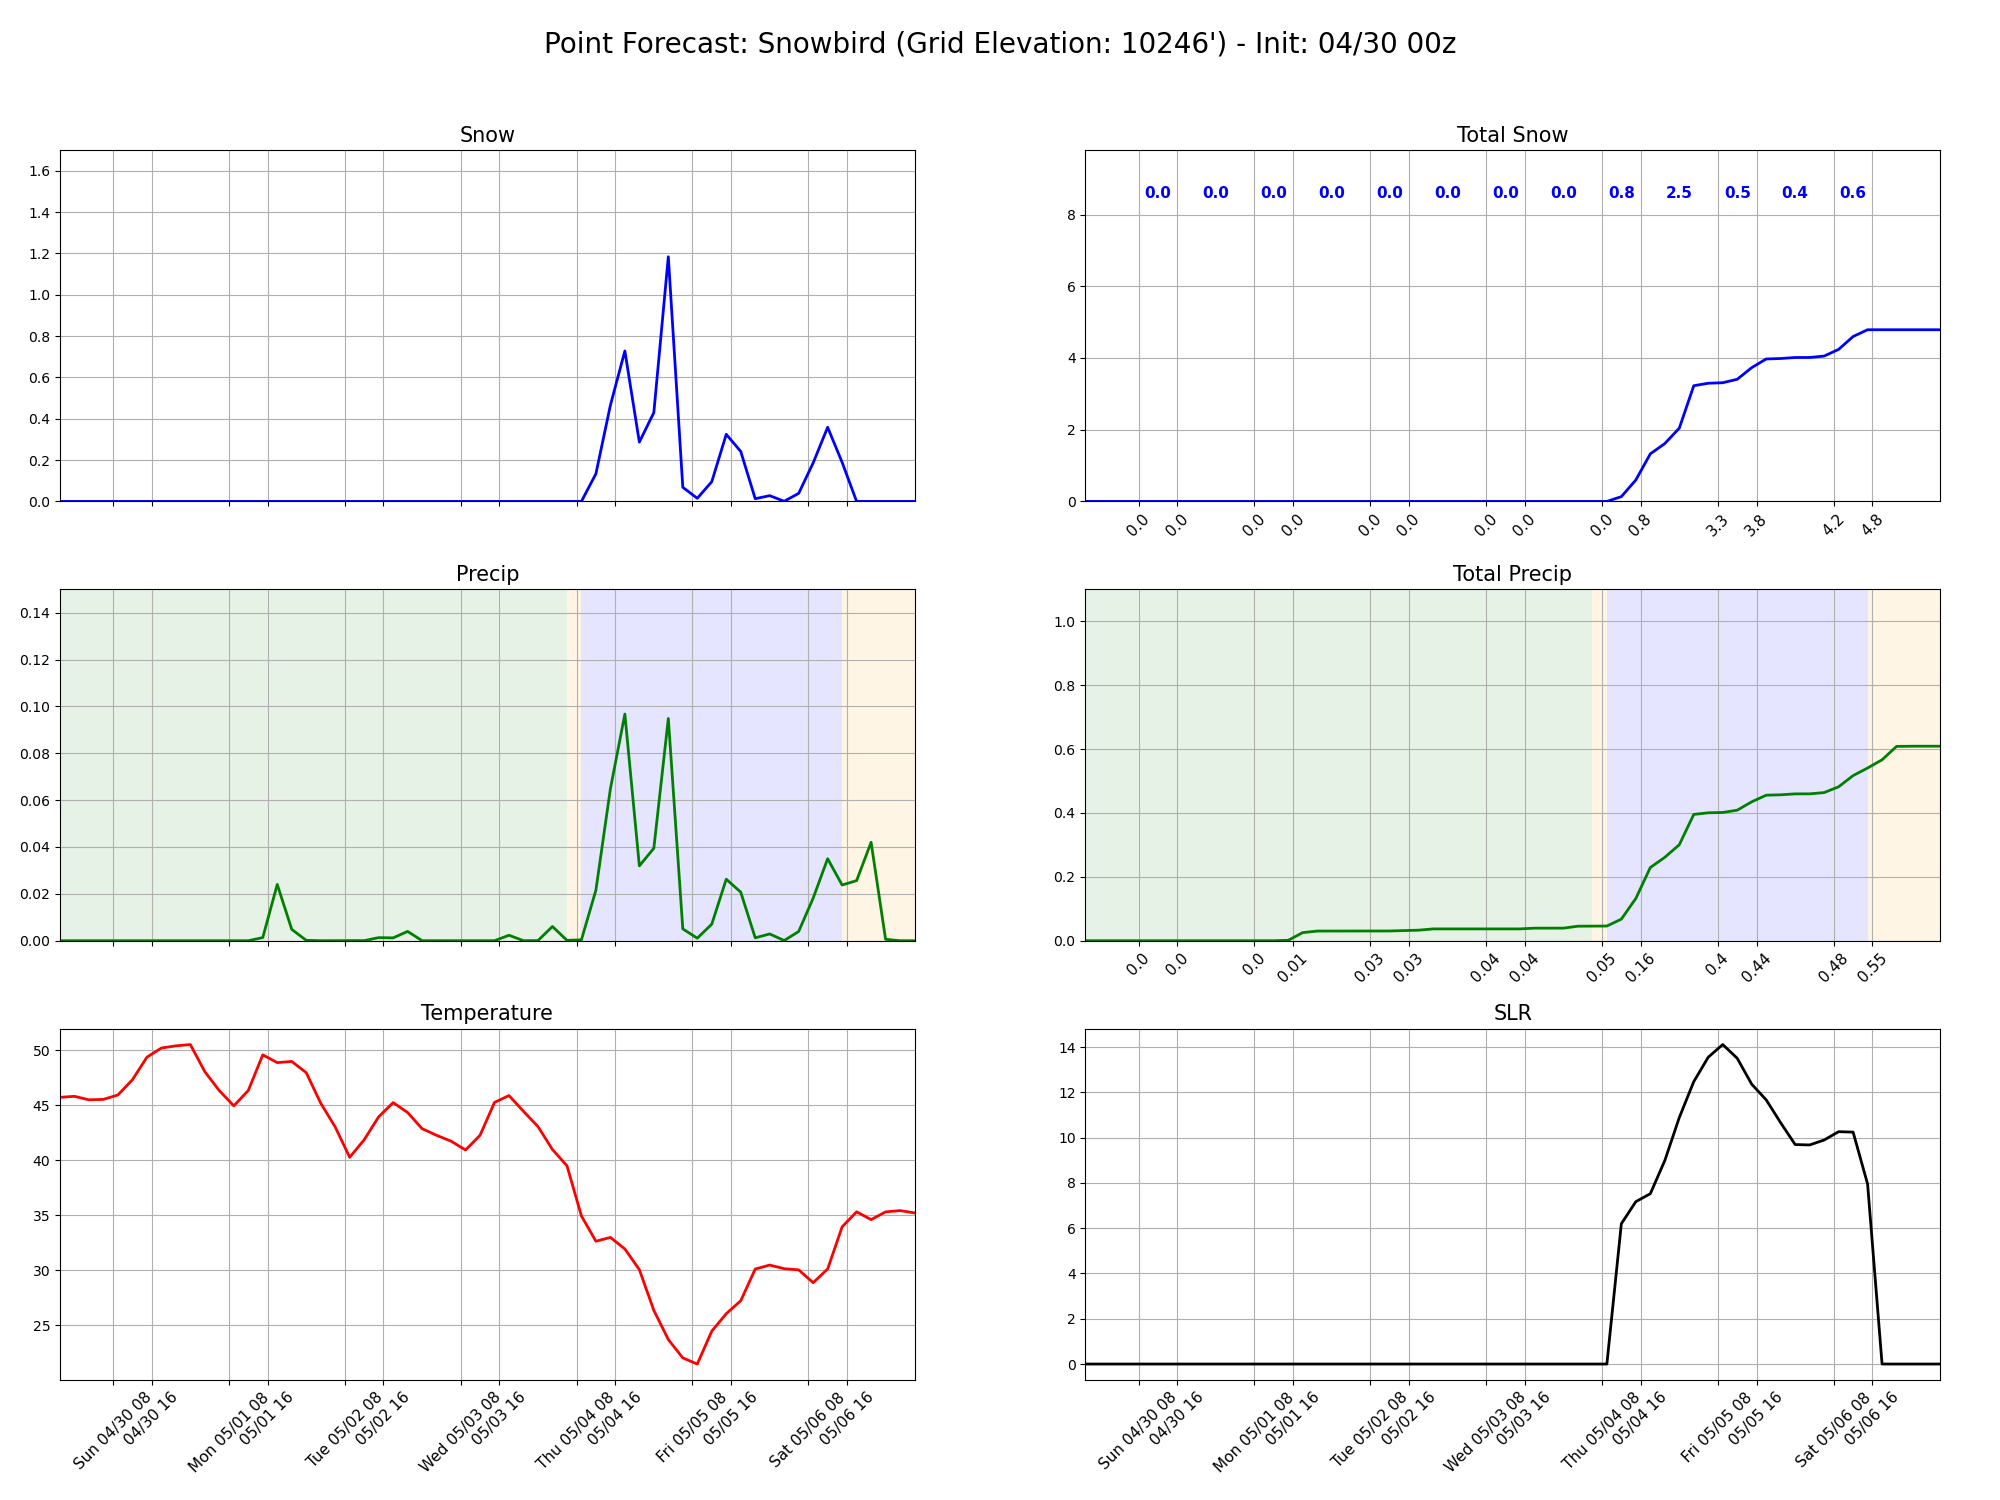 Point Forecast: Snowbird (Grid Elevation: 10246') - Init: 04/30 00z
Snow
1.6
1.4
1.2
1.0
0.8
0.6
0.4
0.2
0.0
Total Snow
0.0 0.0 0.0 0.0 0.0 0.0 0.0 0.0 0.8 2.5 0.5 0.4 0.6
8
6
4
2
0
0.0 0.0 0.0 0.0 0.0 0.0 0.0 0.0 0.0 0.8 3.3 3.8 4.2 4.8
Precip
0.14
0.12
0.10
0.08
0.06
0.04
0.02
0.00
Total Precip
1.0
0.8
0.6
0.4
0.2
0.0
0.0 0.0 0.0 0.01 0.03 0.03 0.04 0.04 0.05 0.16 0.4 0.44 0.48 0.55
Temperature
50
45
40
35
30
25
Sun 04/30 08
04/30 16
Mon 05/01 08
05/01 16
Tue 05/02 08
05/02 16
Wed 05/03 08
05/03 16
Thu 05/04 08
05/04 16
Fri 05/05 08
05/05 16
Sat 05/06 08
05/06 16
SLR
14
12
10
8
6
4
2
0
Sun 04/30 08
04/30 16
Mon 05/01 08
05/01 16
Tue 05/02 08
05/02 16
Wed 05/03 08
05/03 16
Thu 05/04 08
05/04 16
Fri 05/05 08
05/05 16
Sat 05/06 08
05/06 16